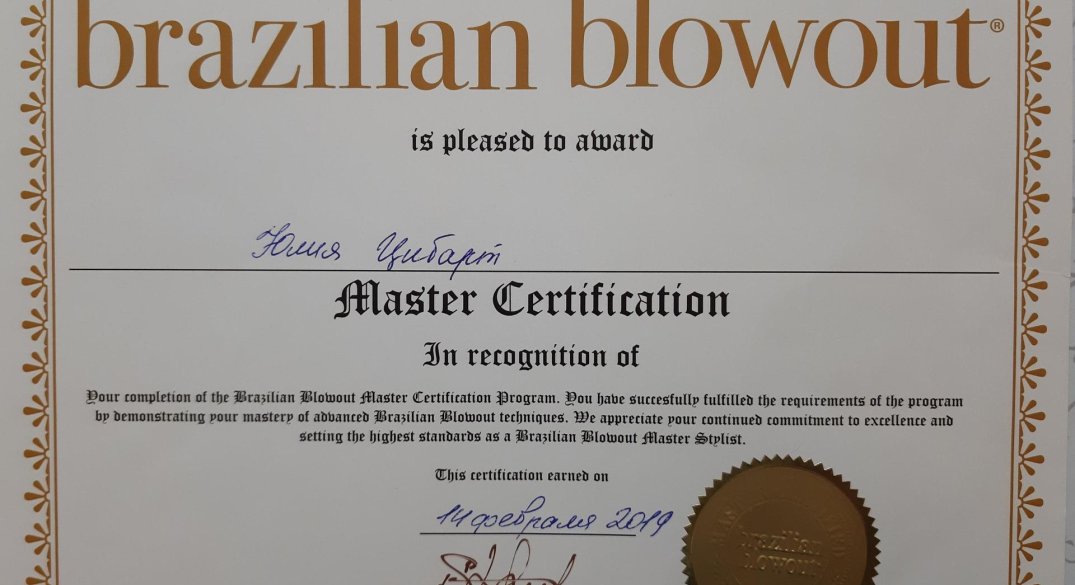 brazilian blowout®
is pleased to award
Юлия Цибарт
Master Certification
In recognition of
Your completion of the Brazilian Blowout Master Certification Program. You have succesfully fulfilled the requirements of the program
by demonstrating your mastery of advanced Brazilian Blowout techniques. We appreciate your continued commitment to excellence and
setting the highest standards as a Brazilian Blowout Master Stylist.
This certification earned on
14 февраля 2019
brazilian
blowout